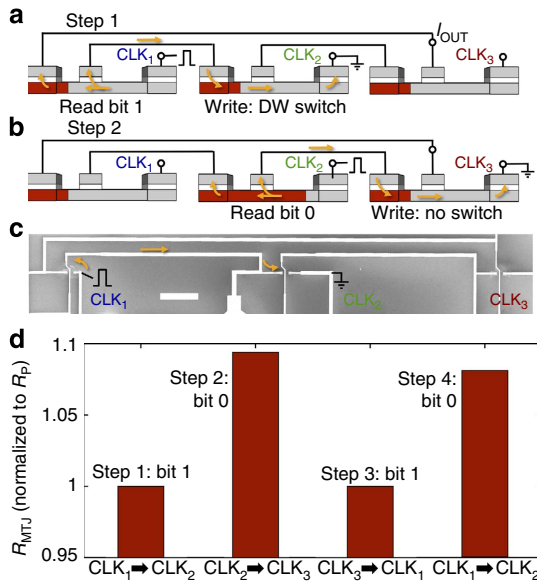 a
Step 1
I_OUT
CLK₁
CLK₂
CLK₃
Read bit 1
Write: DW switch
b
Step 2
CLK₁
CLK₂
CLK₃
Read bit 0
Write: no switch
c
CLK₁
CLK₂
CLK₃
d
R_MTJ (normalized to R_P)
1.1
1.05
1
0.95
Step 1: bit 1
Step 2:
bit 0
Step 3: bit 1
Step 4:
bit 0
CLK₁➡CLK₂
CLK₂➡CLK₃
CLK₃➡CLK₁
CLK₁➡CLK₂